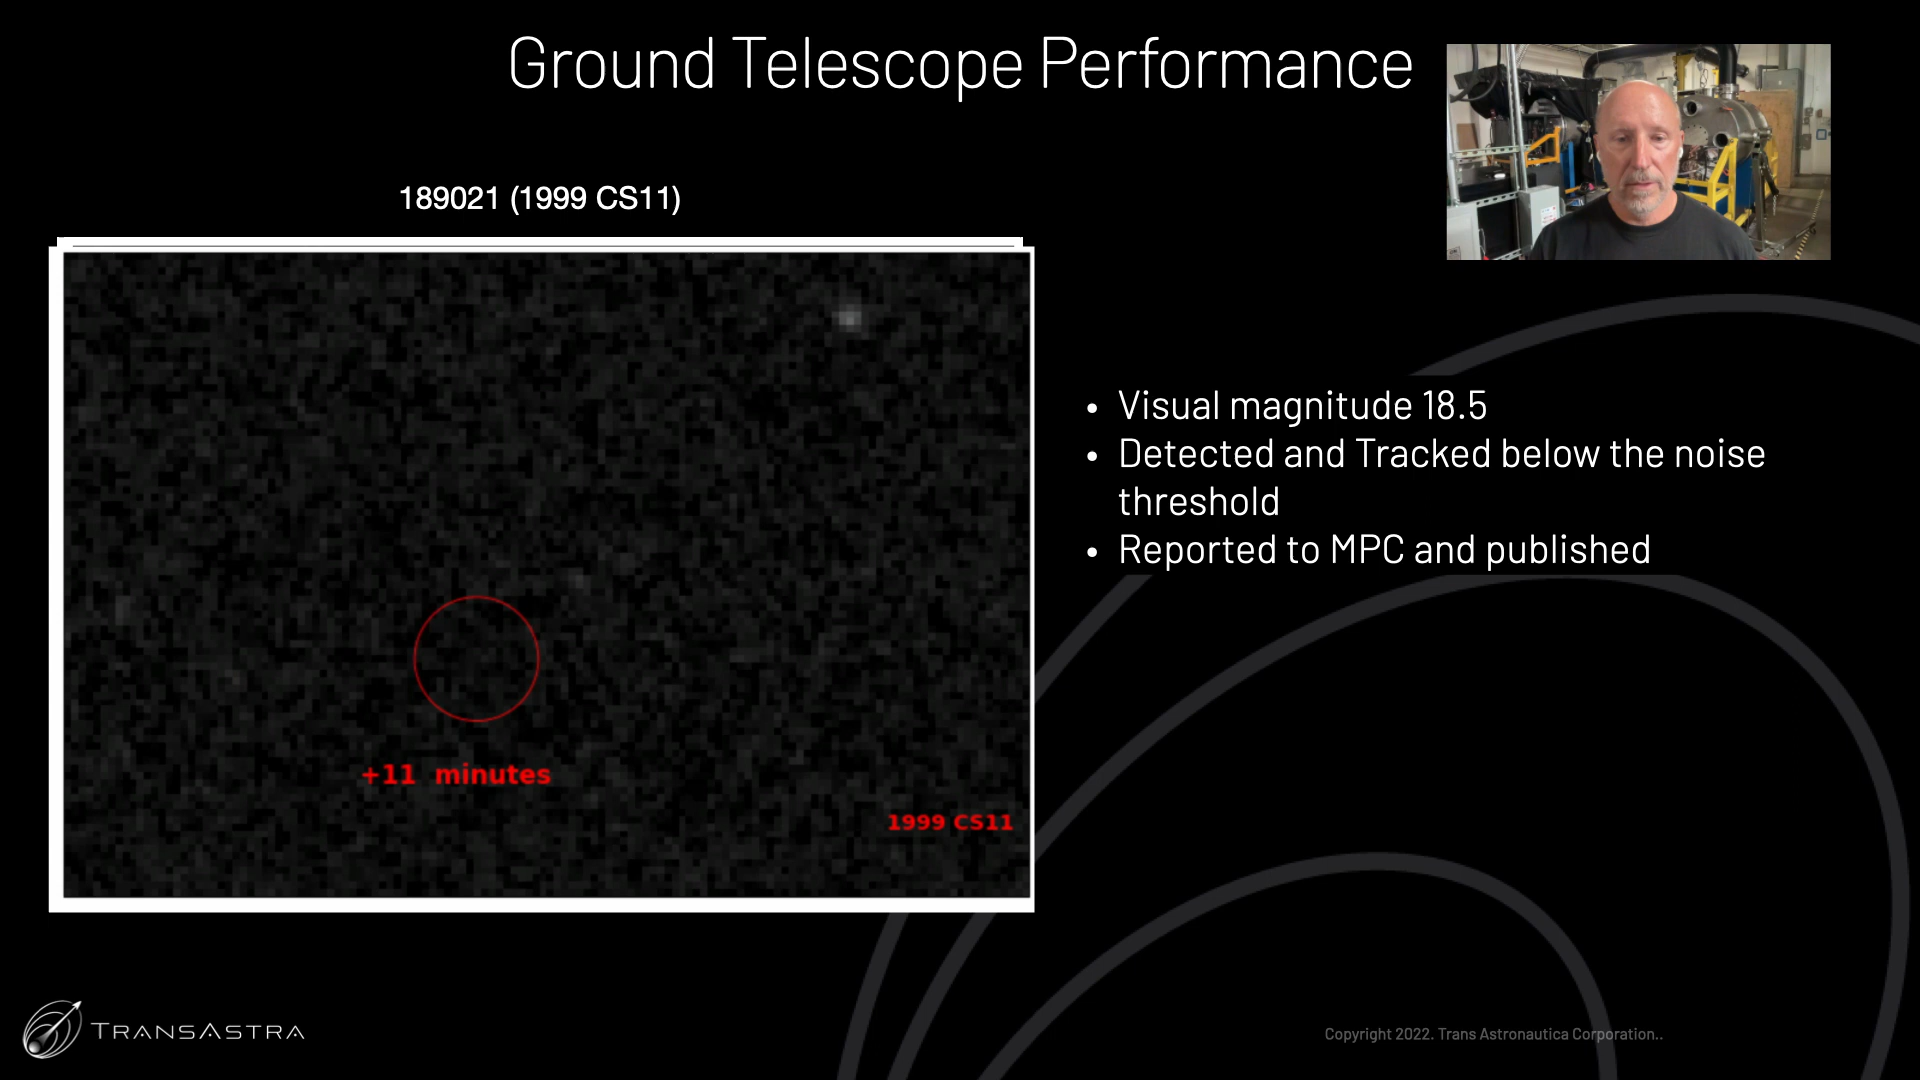 Ground Telescope Performance
189021 (1999 CS11)
+11 minutes
1999 CS11
• Visual magnitude 18.5
• Detected and Tracked below the noise
threshold
• Reported to MPC and published
TRANSASTRA
Copyright 2022. Trans Astronautica Corporation..